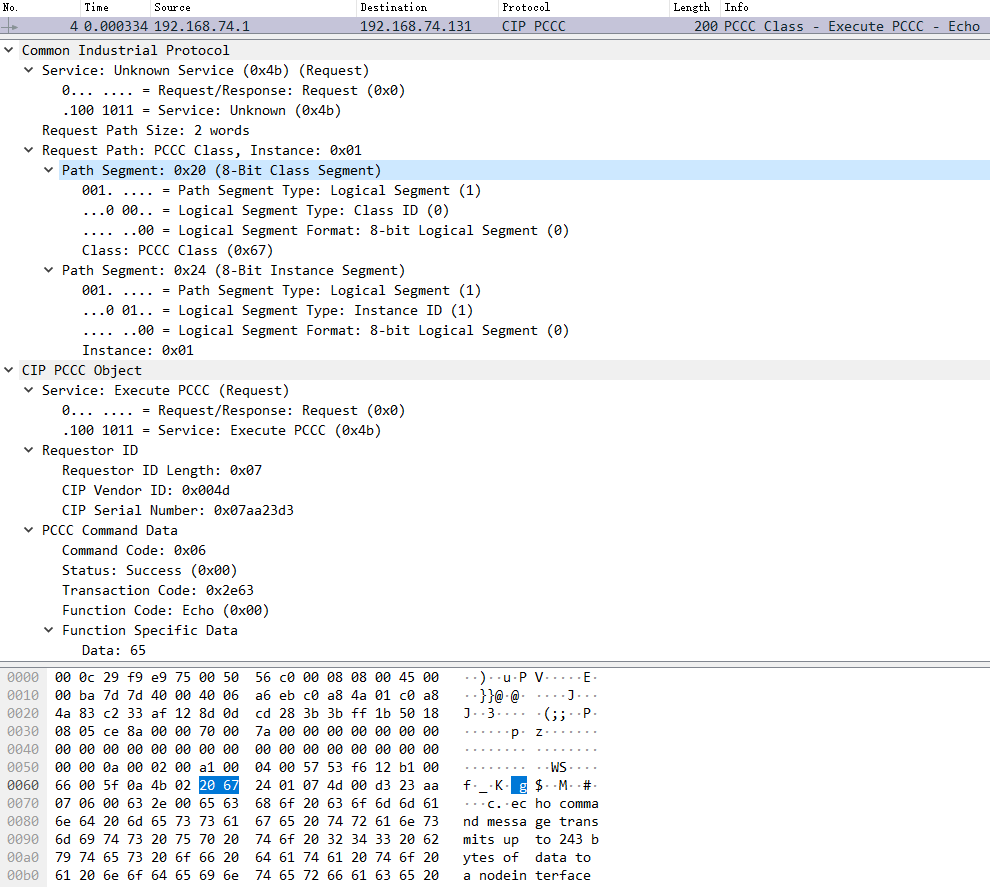 No. Time Source Destination Protocol Length Info
4 0.000334 192.168.74.1 192.168.74.131 CIP PCCC 200 PCCC Class - Execute PCCC - Echo
Common Industrial Protocol
Service: Unknown Service (0x4b) (Request)
0... .... = Request/Response: Request (0x0)
.100 1011 = Service: Unknown (0x4b)
Request Path Size: 2 words
Request Path: PCCC Class, Instance: 0x01
Path Segment: 0x20 (8-Bit Class Segment)
001. .... = Path Segment Type: Logical Segment (1)
...0 00.. = Logical Segment Type: Class ID (0)
.... ..00 = Logical Segment Format: 8-bit Logical Segment (0)
Class: PCCC Class (0x67)
Path Segment: 0x24 (8-Bit Instance Segment)
001. .... = Path Segment Type: Logical Segment (1)
...0 01.. = Logical Segment Type: Instance ID (1)
.... ..00 = Logical Segment Format: 8-bit Logical Segment (0)
Instance: 0x01
CIP PCCC Object
Service: Execute PCCC (Request)
0... .... = Request/Response: Request (0x0)
.100 1011 = Service: Execute PCCC (0x4b)
Requestor ID
Requestor ID Length: 0x07
CIP Vendor ID: 0x004d
CIP Serial Number: 0x07aa23d3
PCCC Command Data
Command Code: 0x06
Status: Success (0x00)
Transaction Code: 0x2e63
Function Code: Echo (0x00)
Function Specific Data
Data: 65
0000 00 0c 29 f9 e9 75 00 50 56 c0 00 08 08 00 45 00 ··)··u·P V·····E·
0010 00 ba 7d 7d 40 00 40 06 a6 eb c0 a8 4a 01 c0 a8 ··}}@·@· ····J···
0020 4a 83 c2 33 af 12 8d 0d cd 28 3b 3b ff 1b 50 18 J··3···· ·(;;··P·
0030 08 05 ce 8a 00 00 70 00 7a 00 00 00 00 00 00 00 ······p· z·······
0040 00 00 00 00 00 00 00 00 00 00 00 00 00 00 00 00 ········ ········
0050 00 00 0a 00 02 00 a1 00 04 00 57 53 f6 12 b1 00 ········ ··WS····
0060 66 00 5f 0a 4b 02 20 67 24 01 07 4d 00 d3 23 aa f·_·K· g $··M··#·
0070 07 06 00 63 2e 00 65 63 68 6f 20 63 6f 6d 6d 61 ···c.·ec ho comma
0080 6e 64 20 6d 65 73 73 61 67 65 20 74 72 61 6e 73 nd messa ge trans
0090 6d 69 74 73 20 75 70 20 74 6f 20 32 34 33 20 62 mits up to 243 b
00a0 79 74 65 73 20 6f 66 20 64 61 74 61 20 74 6f 20 ytes of data to
00b0 61 20 6e 6f 64 65 69 6e 74 65 72 66 61 63 65 20 a nodein terface